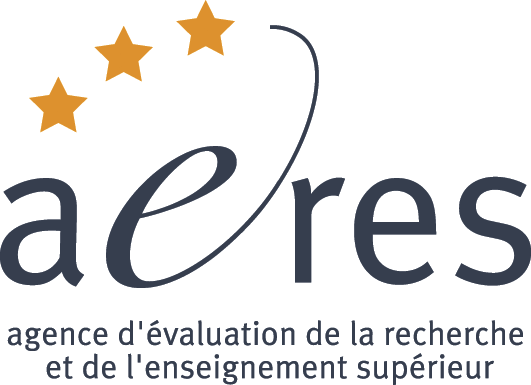 aeres
agence d'évaluation de la recherche
et de l'enseignement supérieur